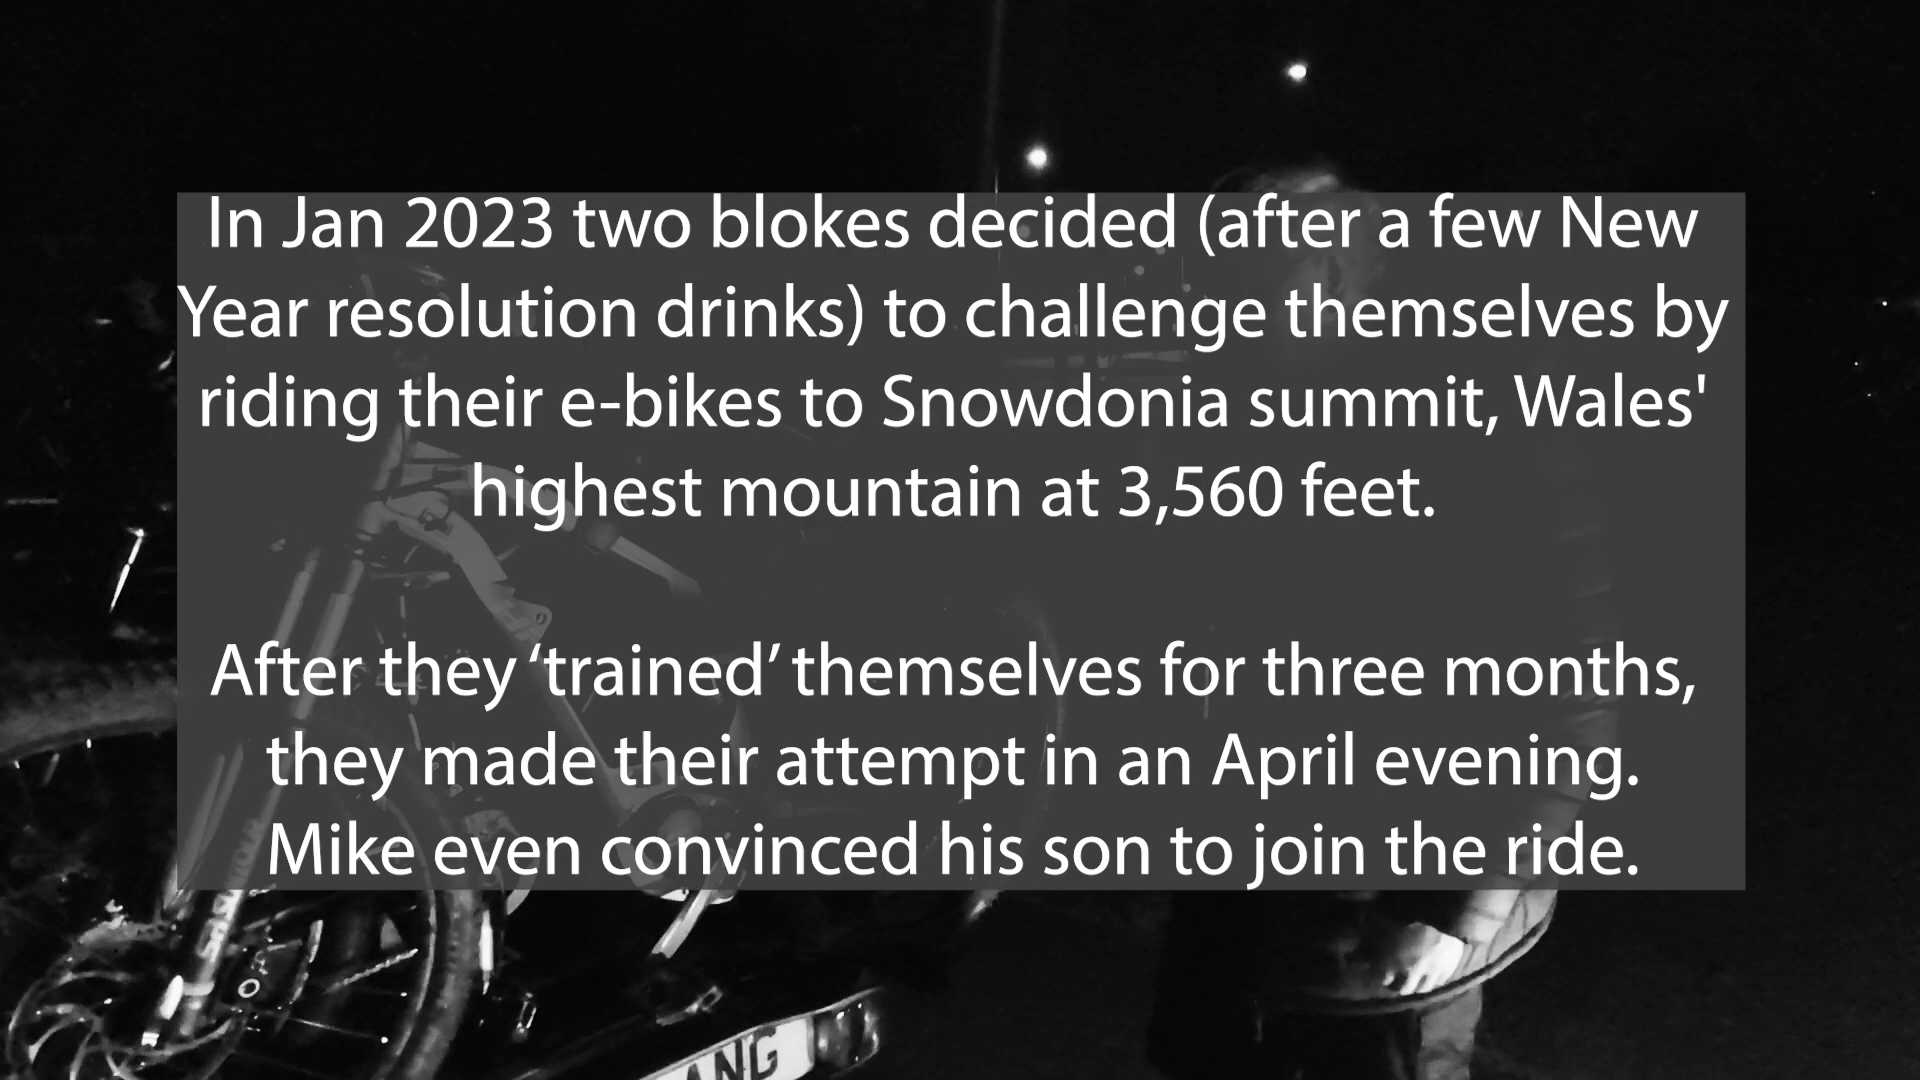 In Jan 2023 two blokes decided (after a few New
Year resolution drinks) to challenge themselves by
riding their e-bikes to Snowdonia summit, Wales'
highest mountain at 3,560 feet.
After they ‘trained’ themselves for three months,
they made their attempt in an April evening.
Mike even convinced his son to join the ride.
ANG